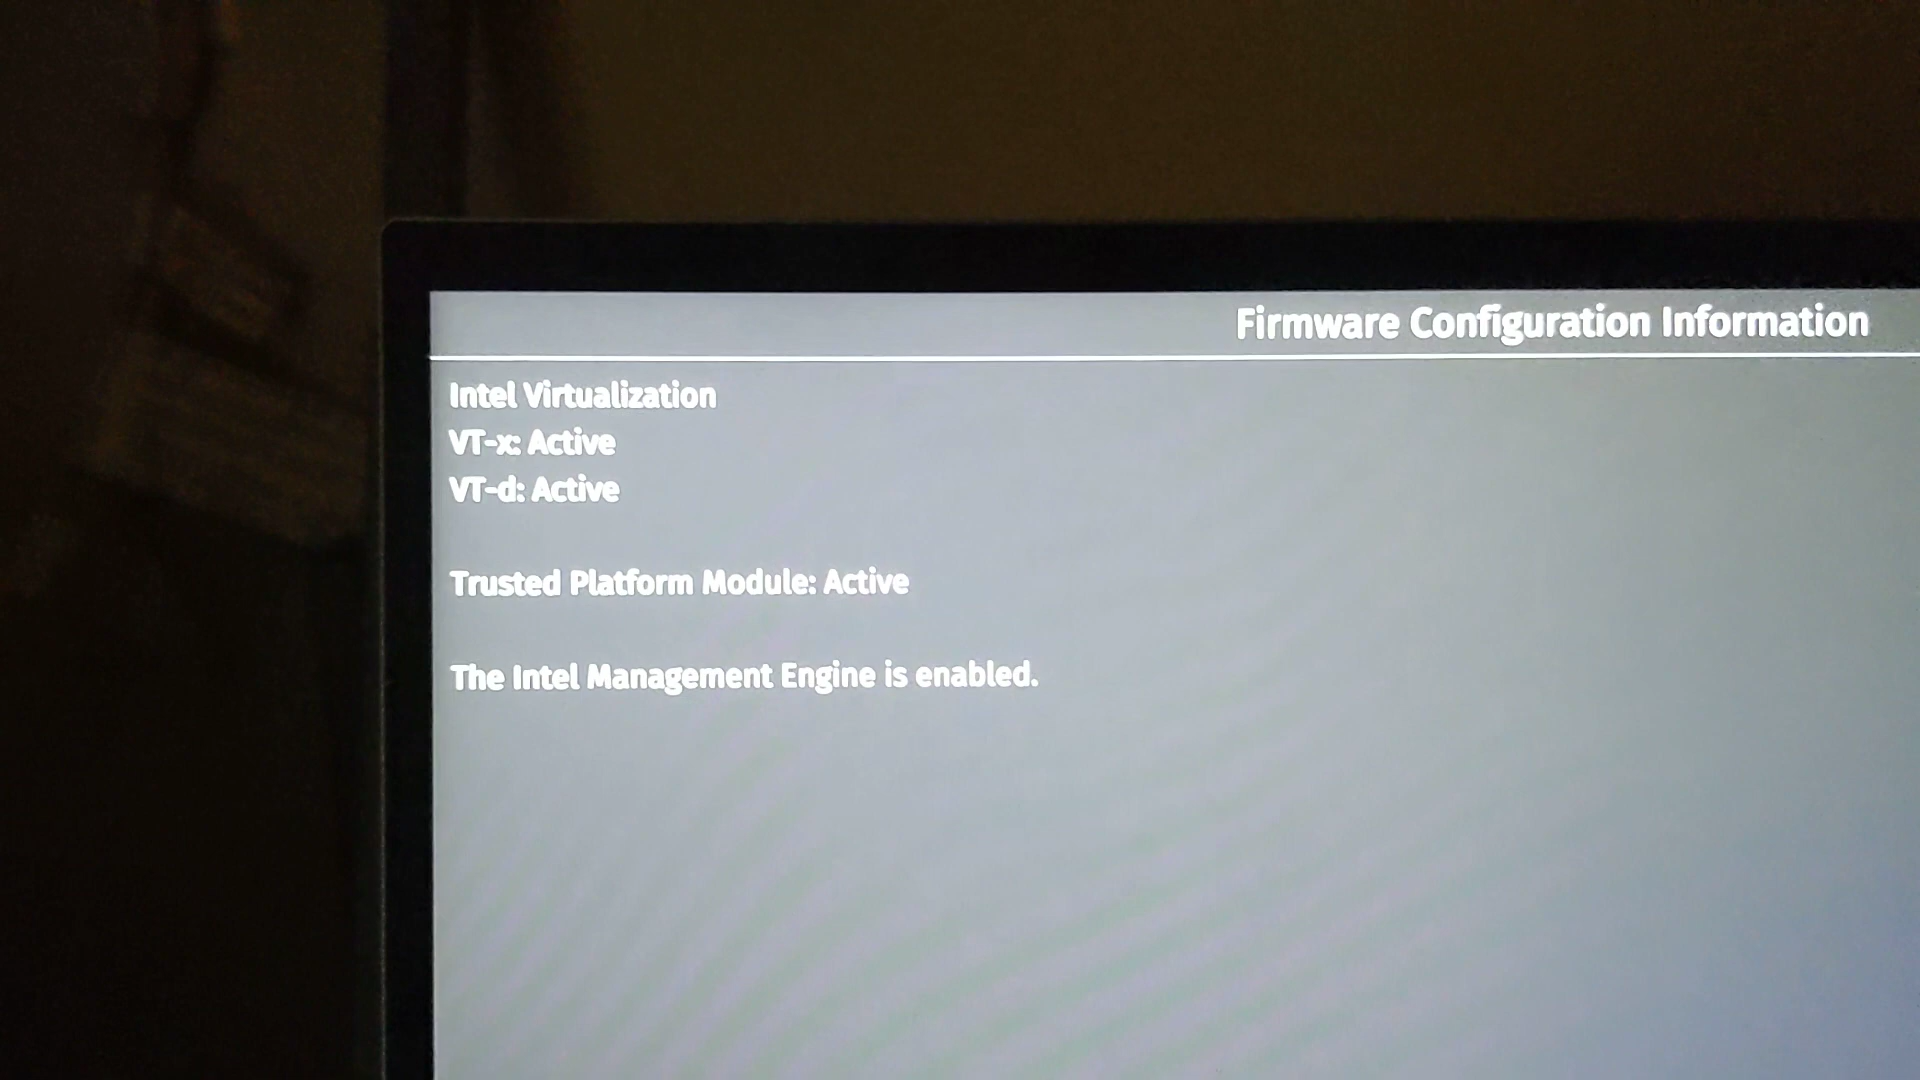 Firmware Configuration Information
Intel Virtualization
VT-x: Active
VT-d: Active
Trusted Platform Module: Active
The Intel Management Engine is enabled.